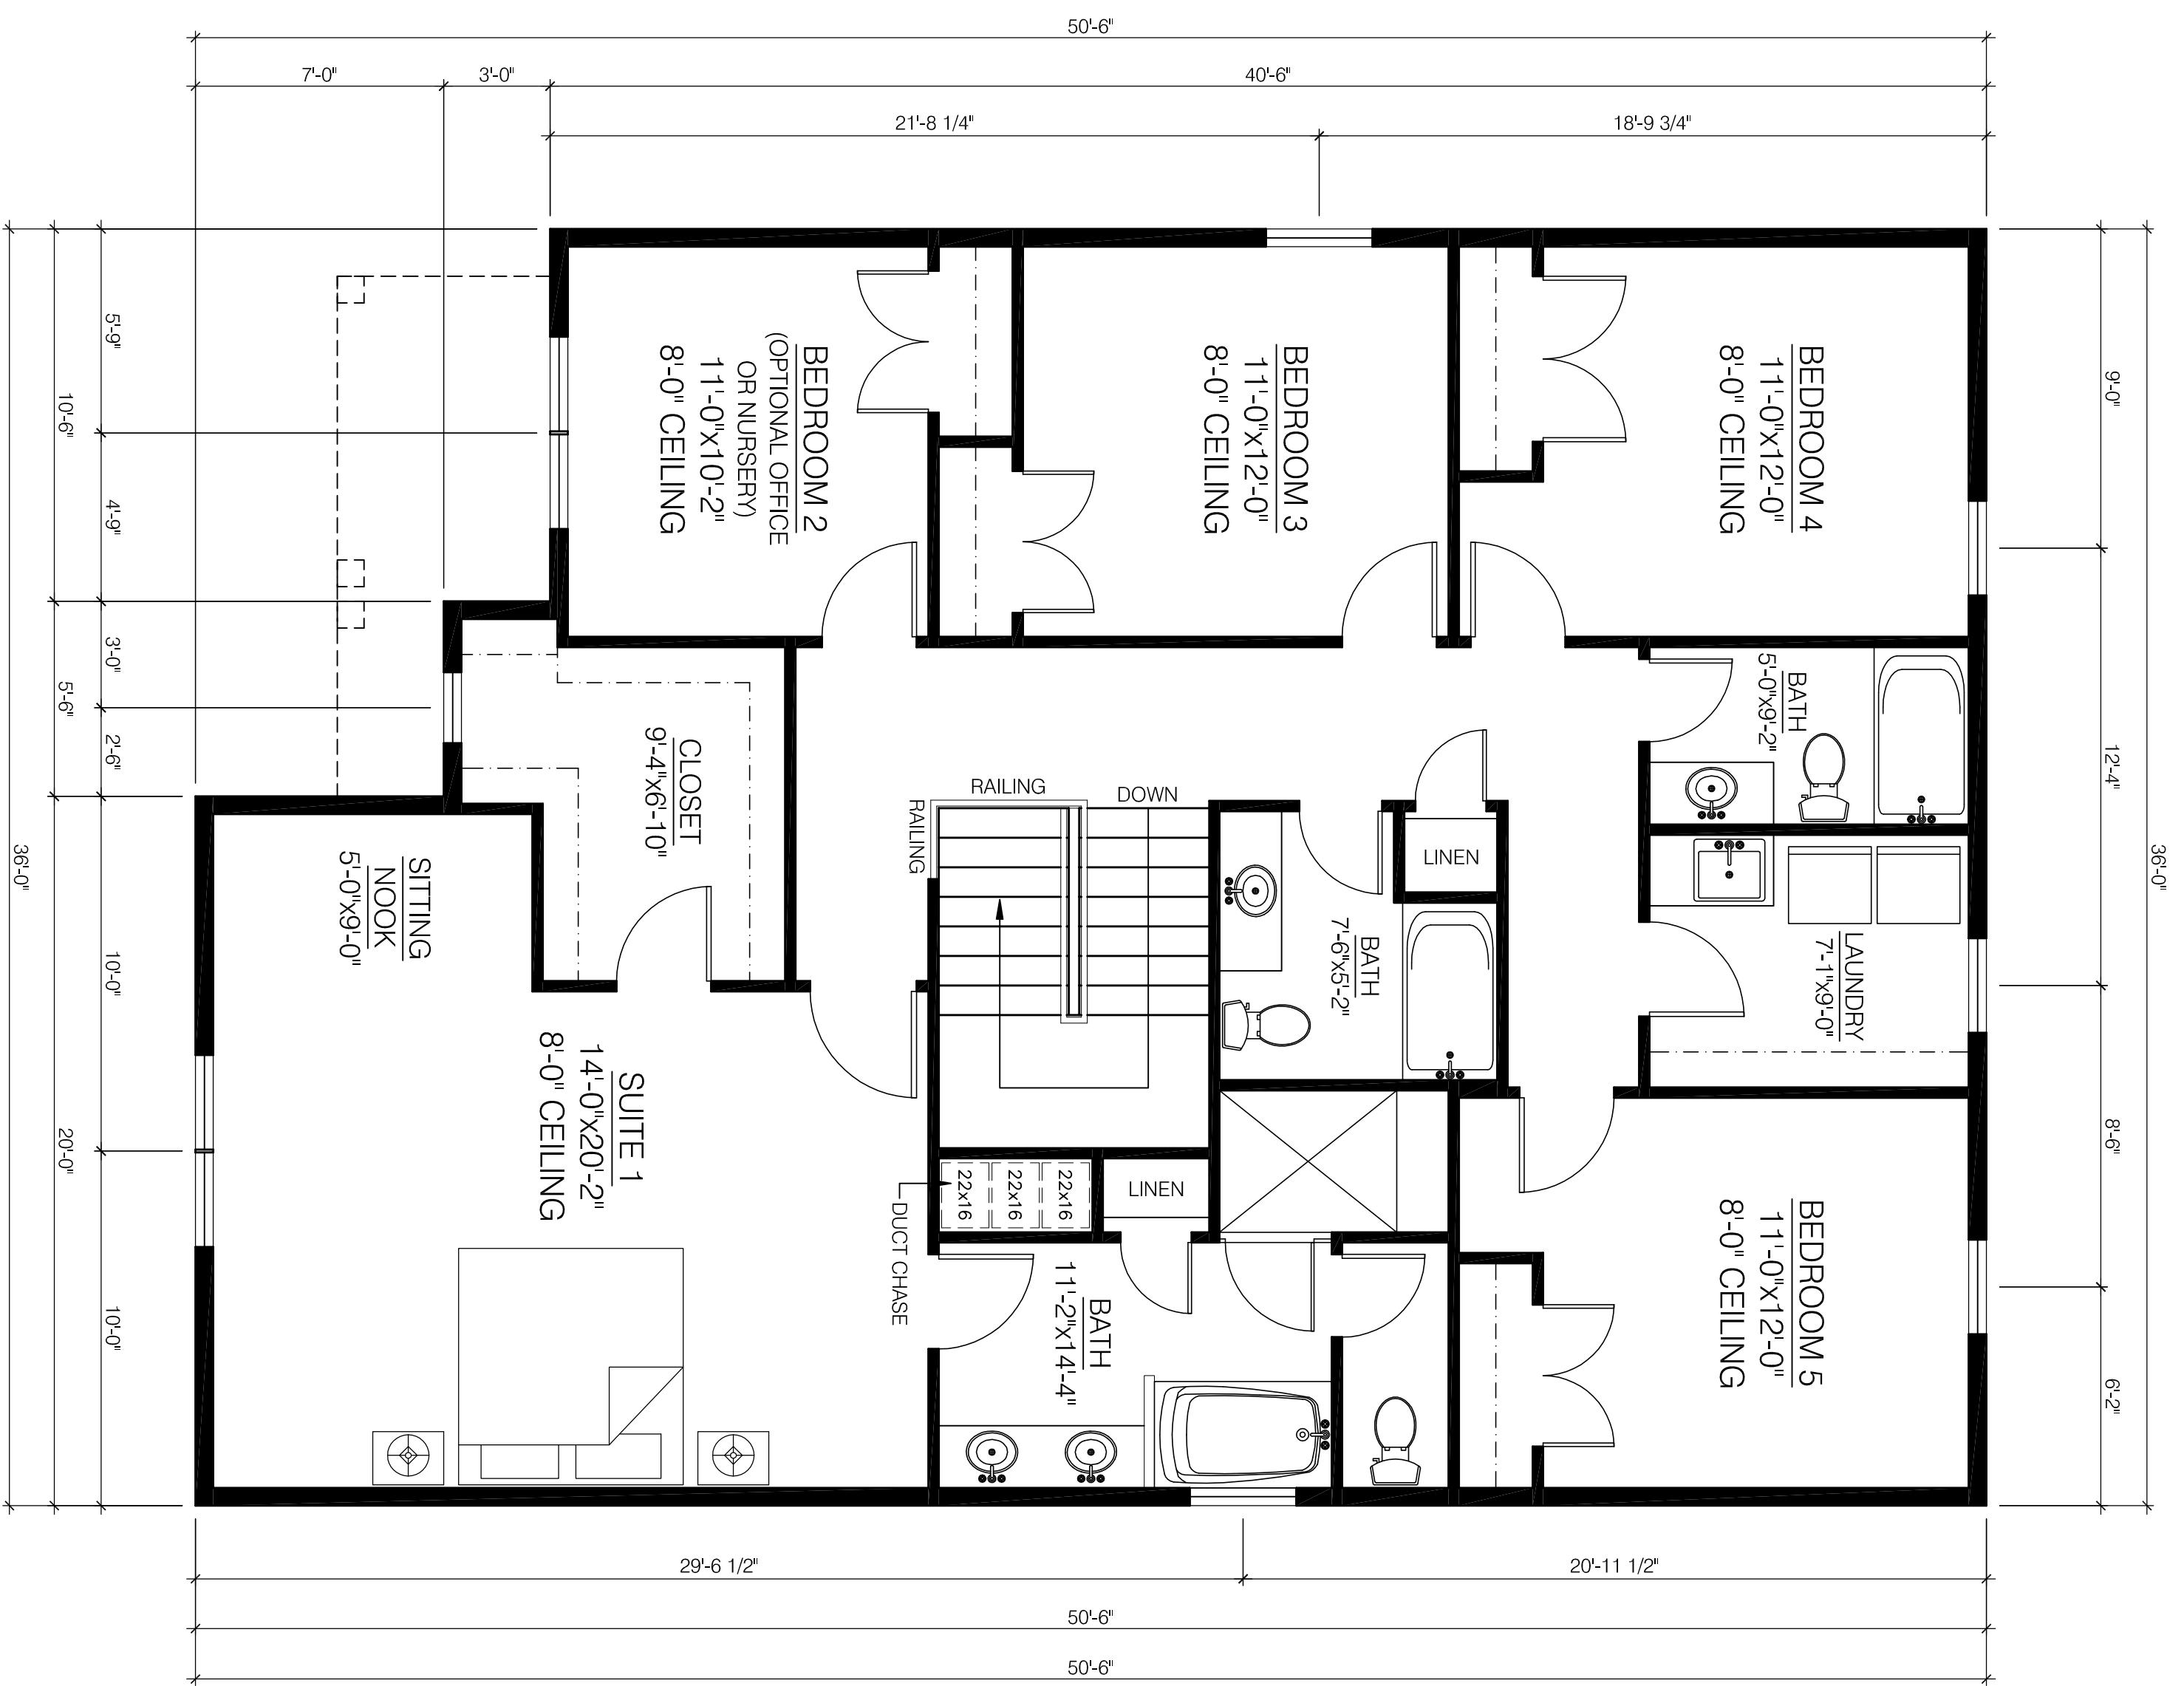 50'-6"
7'-0"
3'-0"
40'-6"
21'-8 1/4"
18'-9 3/4"
5'-9"
10'-6"
4'-9"
3'-0"
5'-6"
2'-6"
36'-0"
10'-0"
20'-0"
10'-0"
BEDROOM 2
(OPTIONAL OFFICE
OR NURSERY)
11'-0"x10'-2"
8'-0" CEILING
BEDROOM 3
11'-0"x12'-0"
8'-0" CEILING
BEDROOM 4
11'-0"x12'-0"
8'-0" CEILING
9'-0"
12'-4"
36'-0"
8'-6"
6'-2"
BATH
5'-0"x9'-2"
CLOSET
9'-4"x6'-10"
RAILING
DOWN
RAILING
LINEN
SITTING
NOOK
5'-0"x9'-0"
BATH
7'-6"x5'-2"
LAUNDRY
7'-1"x9'-0"
SUITE 1
14'-0"x20'-2"
8'-0" CEILING
22x16
22x16
22x16
LINEN
DUCT CHASE
BATH
11'-2"x14'-4"
BEDROOM 5
11'-0"x12'-0"
8'-0" CEILING
29'-6 1/2"
20'-11 1/2"
50'-6"
50'-6"